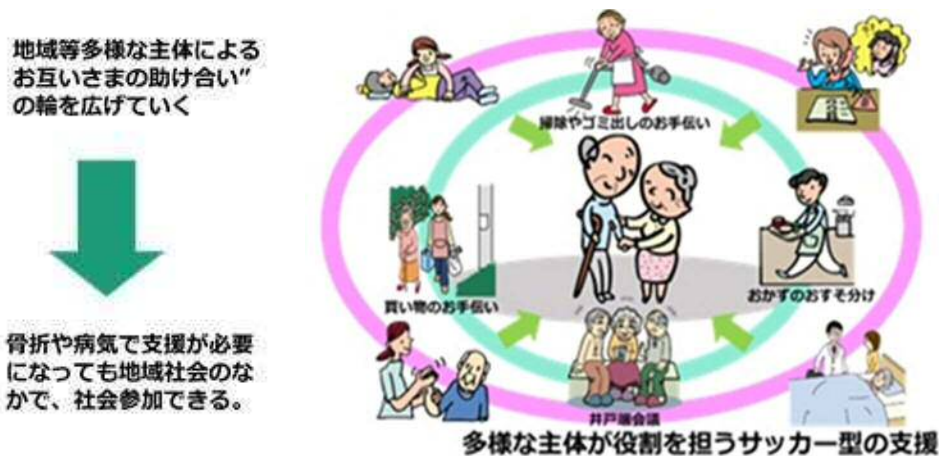 地域等多様な主体による
お互いさまの助け合い”
の輪を広げていく
骨折や病気で支援が必要
になっても地域社会のな
かで、社会参加できる。
掃除やゴミ出しのお手伝い
買い物のお手伝い
おかずのおすそ分け
井戸端会議
多様な主体が役割を担うサッカー型の支援